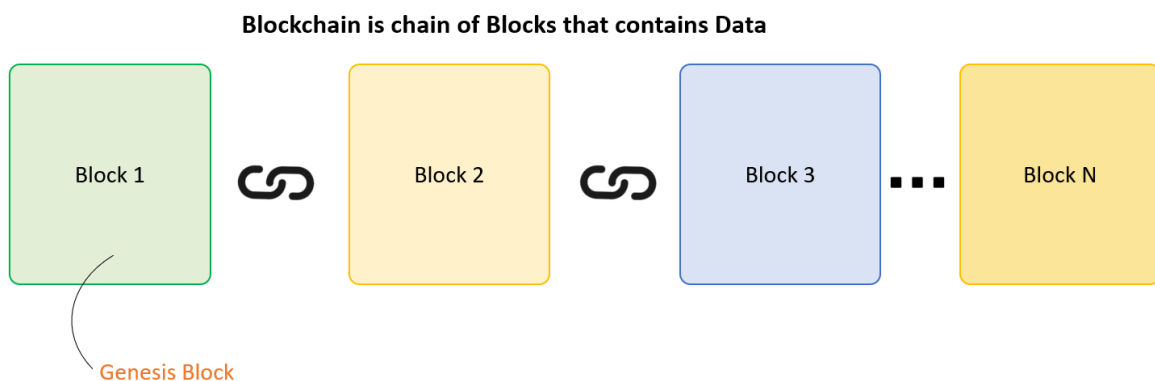 Blockchain is chain of Blocks that contains Data
Block 1
Block 2
Block 3
Block N
Genesis Block